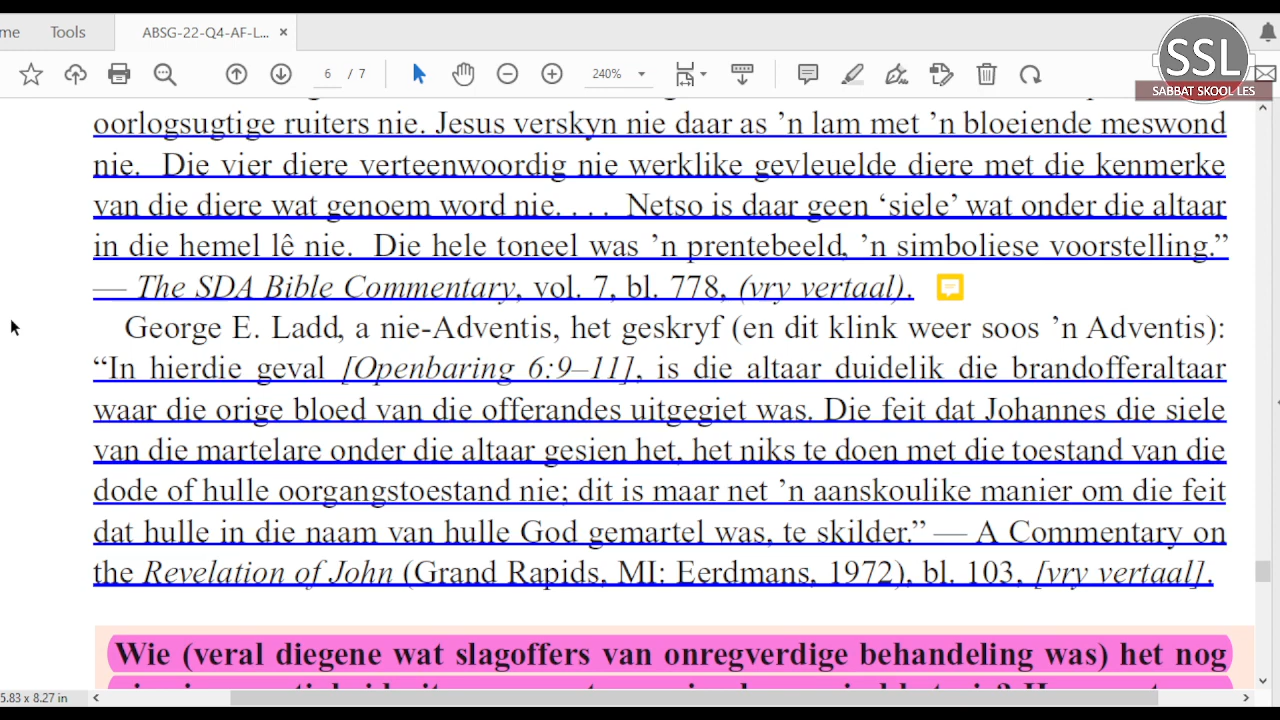 me Tools ABSG-22-Q4-AF-L... ×
6 / 7 240%
SSL
SABBAT SKOOL LES
oorlogsugtige ruiters nie. Jesus verskyn nie daar as ’n lam met ’n bloeiende meswond
nie. Die vier diere verteenwoordig nie werklike gevleuelde diere met die kenmerke
van die diere wat genoem word nie. . . . Netso is daar geen ‘siele’ wat onder die altaar
in die hemel lê nie. Die hele toneel was ’n prentebeeld, ’n simboliese voorstelling.”
— The SDA Bible Commentary, vol. 7, bl. 778, (vry vertaal).
George E. Ladd, a nie-Adventis, het geskryf (en dit klink weer soos ’n Adventis):
“In hierdie geval [Openbaring 6:9–11], is die altaar duidelik die brandofferaltaar
waar die orige bloed van die offerandes uitgegiet was. Die feit dat Johannes die siele
van die martelare onder die altaar gesien het, het niks te doen met die toestand van die
dode of hulle oorgangstoestand nie; dit is maar net ’n aanskoulike manier om die feit
dat hulle in die naam van hulle God gemartel was, te skilder.” — A Commentary on
the Revelation of John (Grand Rapids, MI: Eerdmans, 1972), bl. 103, [vry vertaal].
Wie (veral diegene wat slagoffers van onregverdige behandeling was) het nog
5.83 x 8.27 in